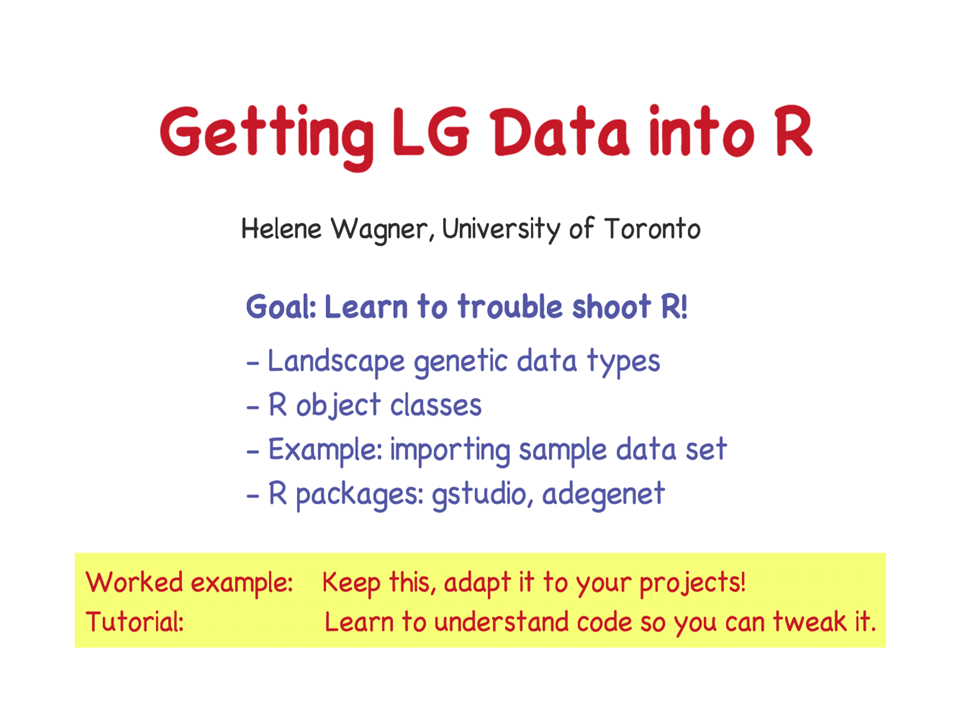 Getting LG Data into R
Helene Wagner, University of Toronto
Goal: Learn to trouble shoot R!
- Landscape genetic data types
- R object classes
- Example: importing sample data set
- R packages: gstudio, adegenet
Worked example: Keep this, adapt it to your projects!
Tutorial: Learn to understand code so you can tweak it.